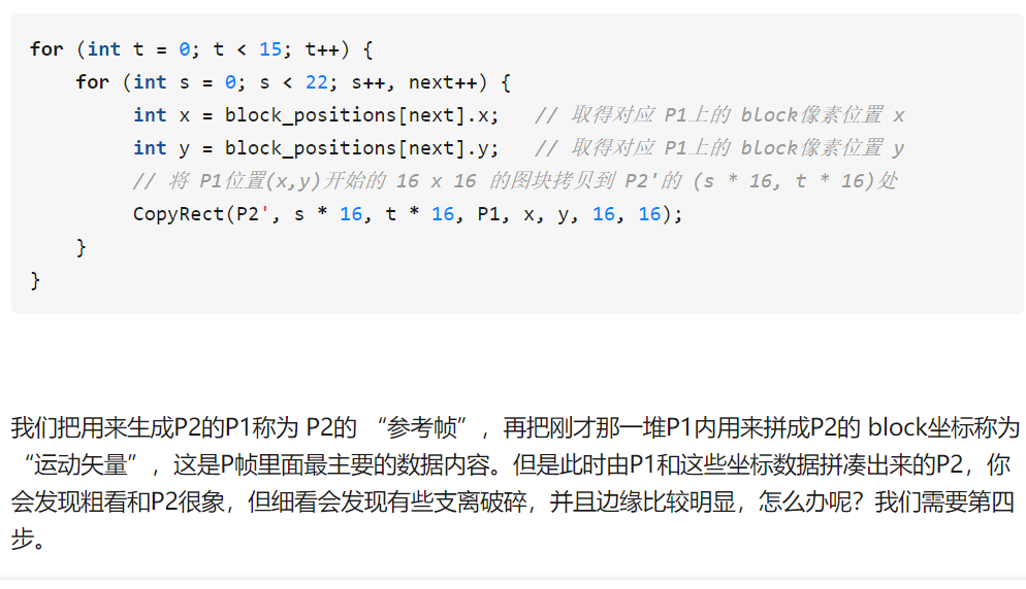 for (int t = 0; t < 15; t++) {
    for (int s = 0; s < 22; s++, next++) {
         int x = block_positions[next].x;   // 取得对应 P1上的 block像素位置 x
         int y = block_positions[next].y;   // 取得对应 P1上的 block像素位置 y
         // 将 P1位置(x,y)开始的 16 x 16 的图块拷贝到 P2'的 (s * 16, t * 16)处
         CopyRect(P2', s * 16, t * 16, P1, x, y, 16, 16);
    }
}
我们把用来生成P2的P1称为 P2的 “参考帧”，再把刚才那一堆P1内用来拼成P2的 block坐标称为
“运动矢量”，这是P帧里面最主要的数据内容。但是此时由P1和这些坐标数据拼凑出来的P2，你
会发现粗看和P2很象，但细看会发现有些支离破碎，并且边缘比较明显，怎么办呢？我们需要第四
步。